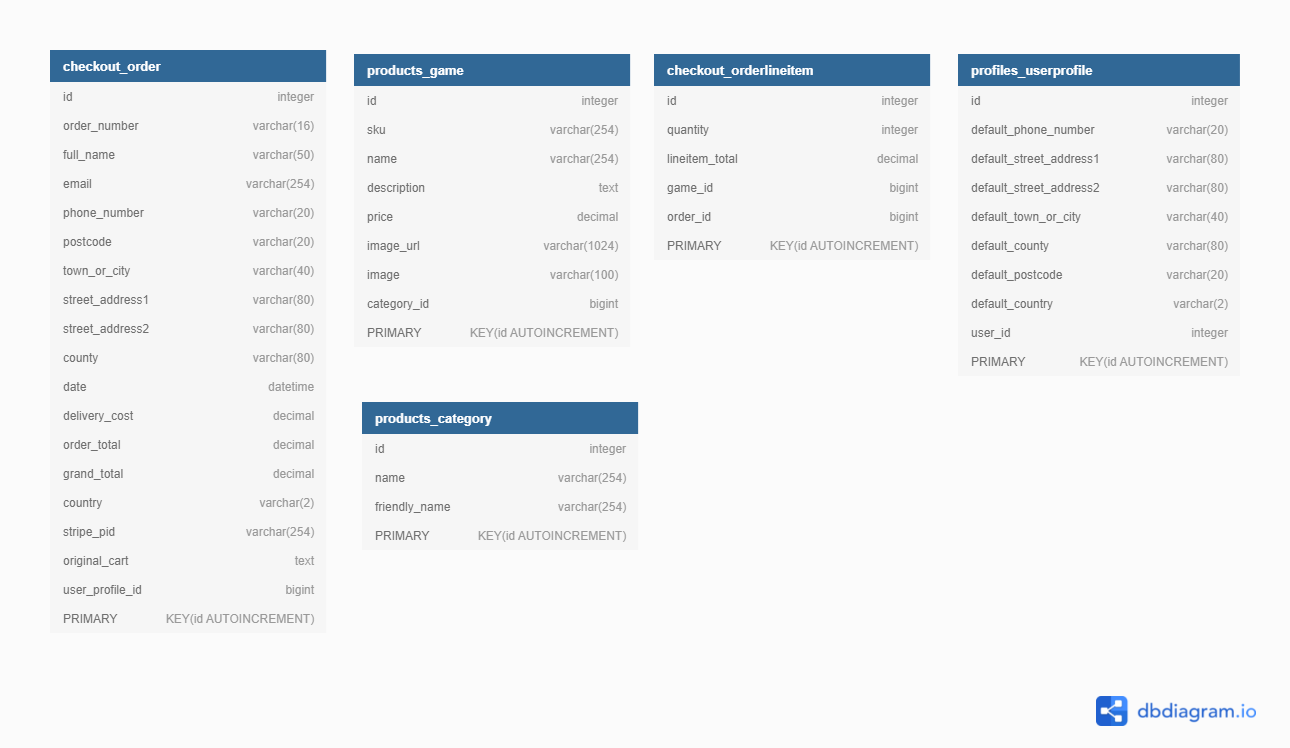 checkout_order
id integer
order_number varchar(16)
full_name varchar(50)
email varchar(254)
phone_number varchar(20)
postcode varchar(20)
town_or_city varchar(40)
street_address1 varchar(80)
street_address2 varchar(80)
county varchar(80)
date datetime
delivery_cost decimal
order_total decimal
grand_total decimal
country varchar(2)
stripe_pid varchar(254)
original_cart text
user_profile_id bigint
PRIMARY KEY(id AUTOINCREMENT)
products_game
id integer
sku varchar(254)
name varchar(254)
description text
price decimal
image_url varchar(1024)
image varchar(100)
category_id bigint
PRIMARY KEY(id AUTOINCREMENT)
products_category
id integer
name varchar(254)
friendly_name varchar(254)
PRIMARY KEY(id AUTOINCREMENT)
checkout_orderlineitem
id integer
quantity integer
lineitem_total decimal
game_id bigint
order_id bigint
PRIMARY KEY(id AUTOINCREMENT)
profiles_userprofile
id integer
default_phone_number varchar(20)
default_street_address1 varchar(80)
default_street_address2 varchar(80)
default_town_or_city varchar(40)
default_county varchar(80)
default_postcode varchar(20)
default_country varchar(2)
user_id integer
PRIMARY KEY(id AUTOINCREMENT)
dbdiagram.io